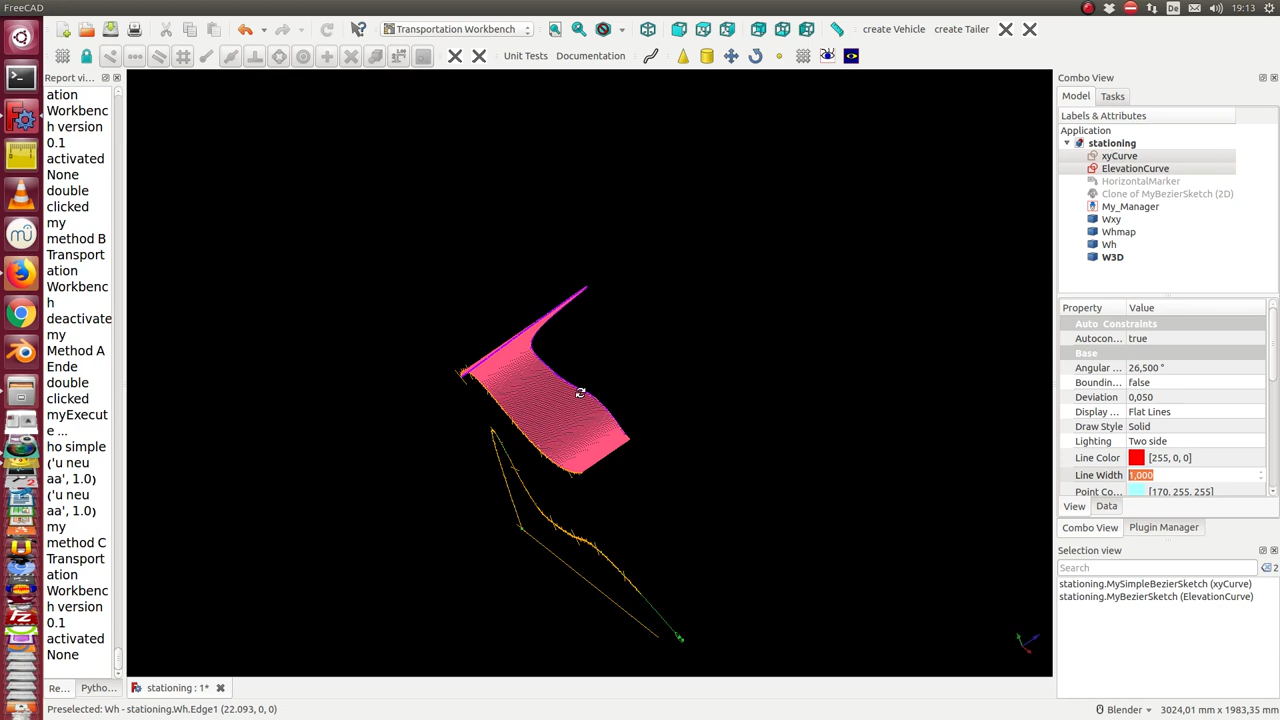 FreeCAD
De
19:13
Transportation Workbench
create Vehicle
create Tailer
Unit Tests
Documentation
Report vi...
ation
Workbenc
h version
0.1
activated
None
double
clicked
my
method B
Transport
ation
Workbenc
h
deactivate
my
Method A
Ende
double
clicked
myExecut
e ...
ho simple
('u neu
aa', 1.0)
('u neu
aa', 1.0)
my
method C
Transport
ation
Workbenc
h version
0.1
activated
None
Re...
Pytho...
stationing : 1*
Combo View
Model
Tasks
Labels & Attributes
Application
stationing
xyCurve
ElevationCurve
HorizontalMarker
Clone of MyBezierSketch (2D)
My_Manager
Wxy
Whmap
Wh
W3D
Property Value
Auto Constraints
Autocon... true
Base
Angular ... 26,500 °
Boundin... false
Deviation 0,050
Display ... Flat Lines
Draw Style Solid
Lighting Two side
Line Color [255, 0, 0]
Line Width 1,000
Point Co... [170, 255, 255]
View
Data
Combo View
Plugin Manager
Selection view
Search
2
stationing.MySimpleBezierSketch (xyCurve)
stationing.MyBezierSketch (ElevationCurve)
Preselected: Wh - stationing.Wh.Edge1 (22.093, 0, 0)
Blender
3024,01 mm x 1983,35 mm